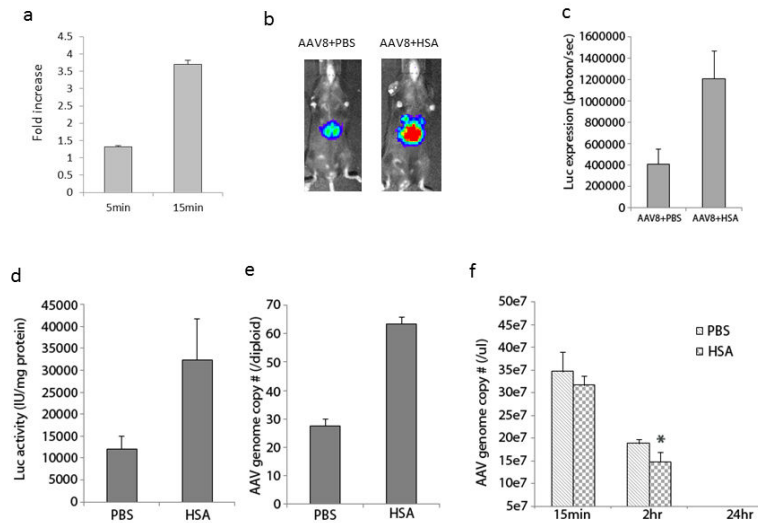 a
Fold increase
4.5
4
3.5
3
2.5
2
1.5
1
0.5
0
5min
15min
b
AAV8+PBS
AAV8+HSA
c
Luc expression (photon/sec)
1600000
1400000
1200000
1000000
800000
600000
400000
200000
0
AAV8+PBS
AAV8+HSA
d
Luc activity (IU/mg protein)
45000
40000
35000
30000
25000
20000
15000
10000
5000
0
PBS
HSA
e
AAV genome copy # (/diploid)
70
60
50
40
30
20
10
0
PBS
HSA
f
AAV genome copy # (/ul)
50e7
40e7
35e7
30e7
20e7
15e7
10e7
5e7
PBS
HSA
*
15min
2hr
24hr